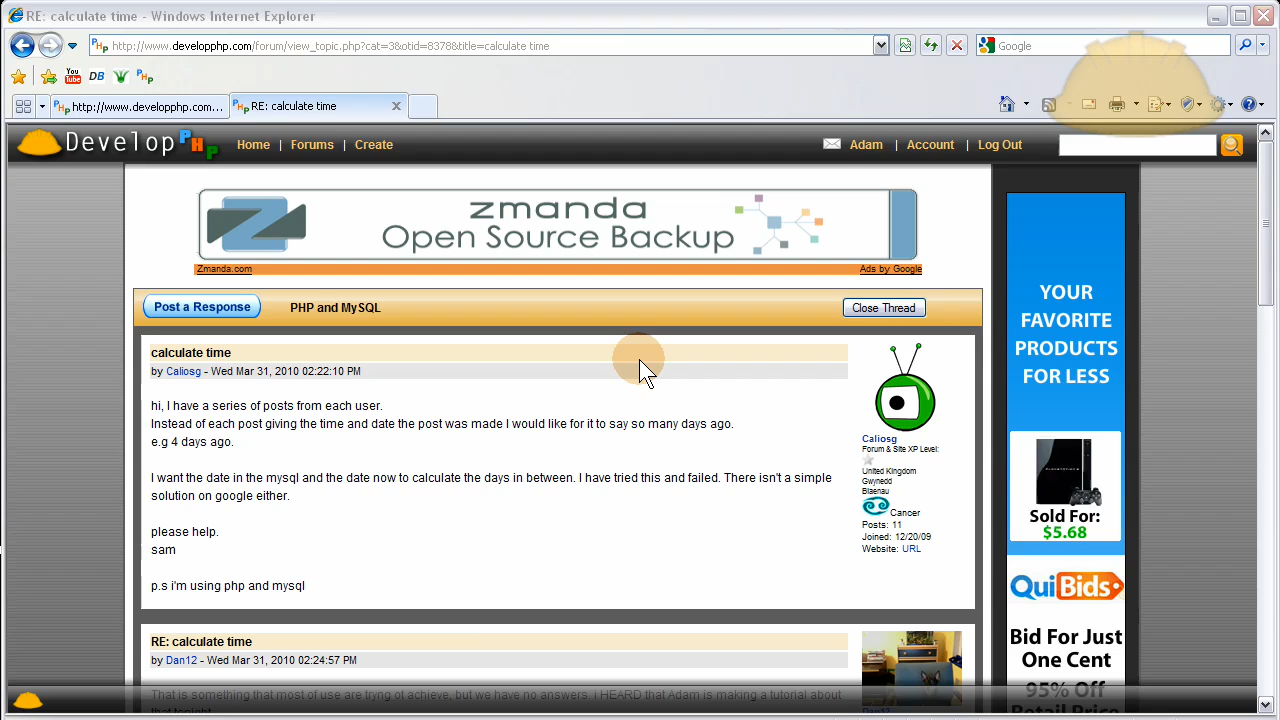 RE: calculate time - Windows Internet Explorer
http://www.developphp.com/forum/view_topic.php?cat=3&otid=8378&title=calculate time
Google
You Tube DB PHP
http://www.developphp.com... RE: calculate time
Develop PHP Home | Forums | Create Adam | Account | Log Out
zmanda
Open Source Backup
Zmanda.com Ads by Google
Post a Response PHP and MySQL Close Thread
calculate time
by Caliosg - Wed Mar 31, 2010 02:22:10 PM
hi, I have a series of posts from each user.
Instead of each post giving the time and date the post was made I would like for it to say so many days ago.
e.g 4 days ago.
I want the date in the mysql and the date now to calculate the days in between. I have tried this and failed. There isn't a simple
solution on google either.
please help.
sam
p.s i'm using php and mysql
Caliosg
Forum & Site XP Level:
United Kingdom
Gwynedd
Blaenau
Cancer
Posts: 11
Joined: 12/20/09
Website: URL
RE: calculate time
by Dan12 - Wed Mar 31, 2010 02:24:57 PM
That is something that most of use are tryng ot achieve, but we have no answers. i HEARD that Adam is making a tutorial about
that tonight
Dan12
YOUR
FAVORITE
PRODUCTS
FOR LESS
Sold For:
$5.68
QuiBids
Bid For Just
One Cent
95% Off
Retail Price